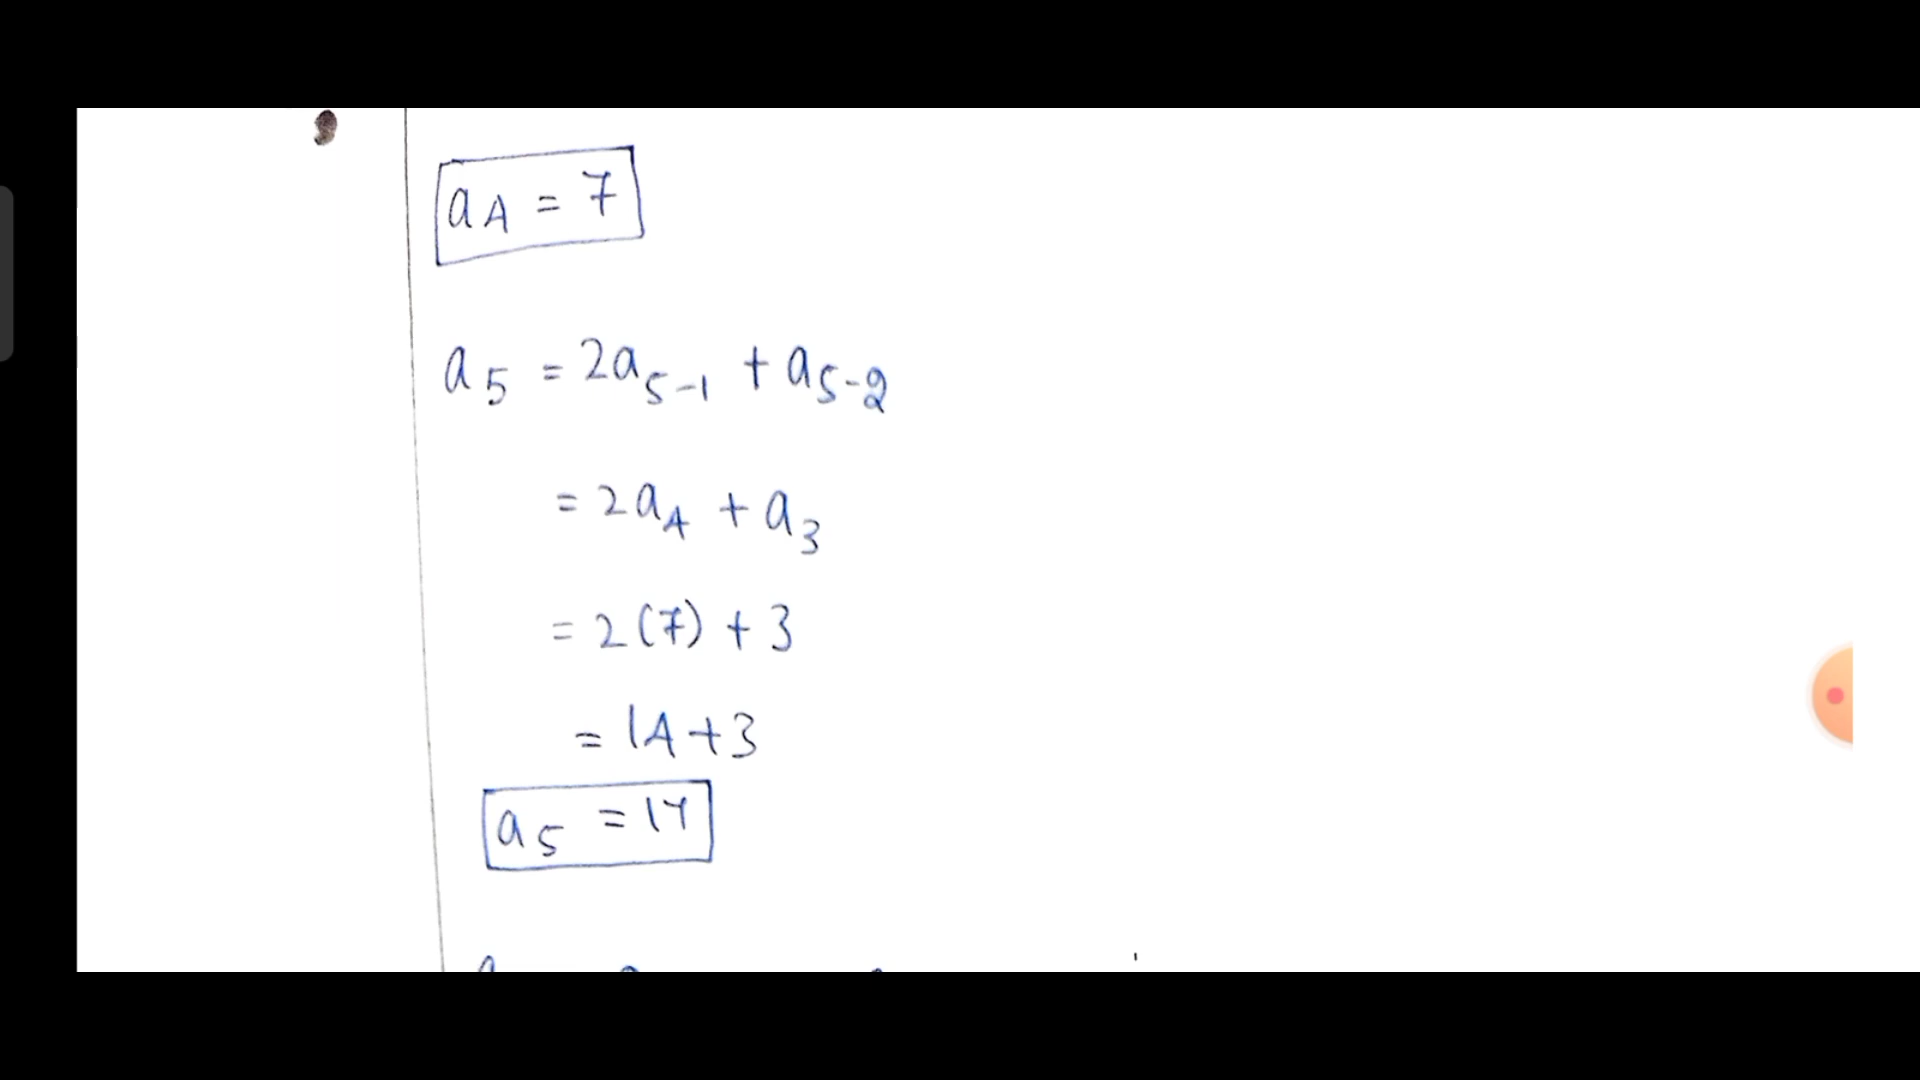 a₄ = 7
a₅ = 2a₅₋₁ + a₅₋₂
= 2a₄ + a₃
= 2(7) + 3
= 14+3
a₅ = 17